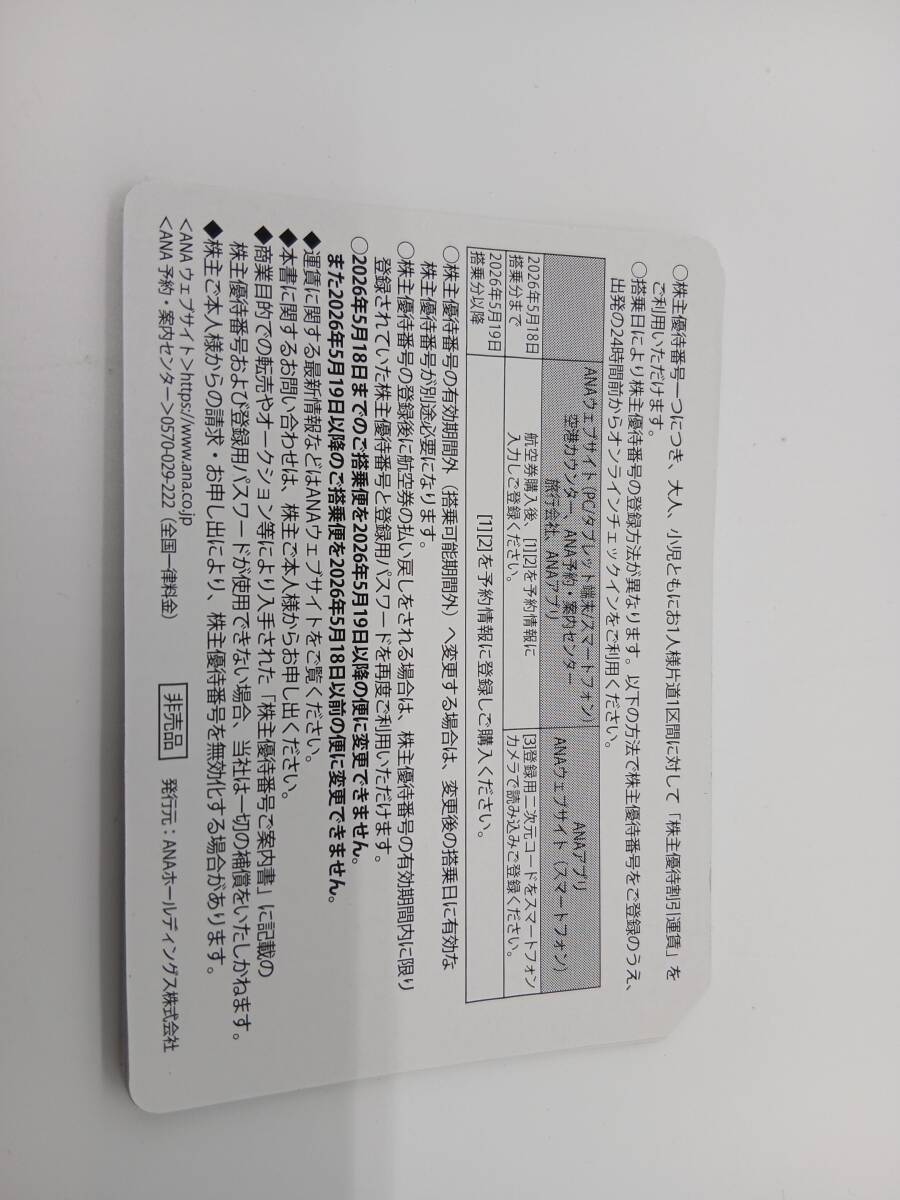 ○株主優待番号一つにつき、大人、小児ともにお1人様片道1区間に対して「株主優待割引運賃」を
ご利用いただけます。
○搭乗日により株主優待番号の登録方法が異なります。以下の方法で株主優待番号をご登録のうえ、
出発の24時間前からオンラインチェックインをご利用ください。
ANAウェブサイト(PC/タブレット端末/スマートフォン)
空港カウンター、ANA予約・案内センター
旅行会社、ANAアプリ
ANAアプリ
ANAウェブサイト(スマートフォン)
2026年5月18日
搭乗分まで
航空券購入後、[1][2]を予約情報に
入力しご登録ください。
[3]登録用二次元コードをスマートフォン
カメラで読み込みご登録ください。
2026年5月19日
搭乗分以降
[1][2]を予約情報に登録しご購入ください。
○株主優待番号の有効期間外(搭乗可能期間外)へ変更する場合は、変更後の搭乗日に有効な
株主優待番号が別途必要になります。
○株主優待番号の登録後に航空券の払い戻しをされる場合は、株主優待番号の有効期間内に限り
登録されていた株主優待番号と登録用パスワードを再度ご利用いただけます。
○2026年5月18日までのご搭乗便を2026年5月19日以降の便に変更できません。
また2026年5月19日以降のご搭乗便を2026年5月18日以前の便に変更できません。
◆運賃に関する最新情報などはANAウェブサイトをご覧ください。
◆本書に関するお問い合わせは、株主ご本人様からお申し出ください。
◆商業目的での転売やオークション等により入手された「株主優待番号ご案内書」に記載の
株主優待番号および登録用パスワードが使用できない場合、当社は一切の補償をいたしかねます。
◆株主ご本人様からの請求・お申し出により、株主優待番号を無効化する場合があります。
<ANA ウェブサイト>https://www.ana.co.jp
<ANA 予約・案内センター>0570-029-222(全国一律料金)
非売品 発行元:ANAホールディングス株式会社